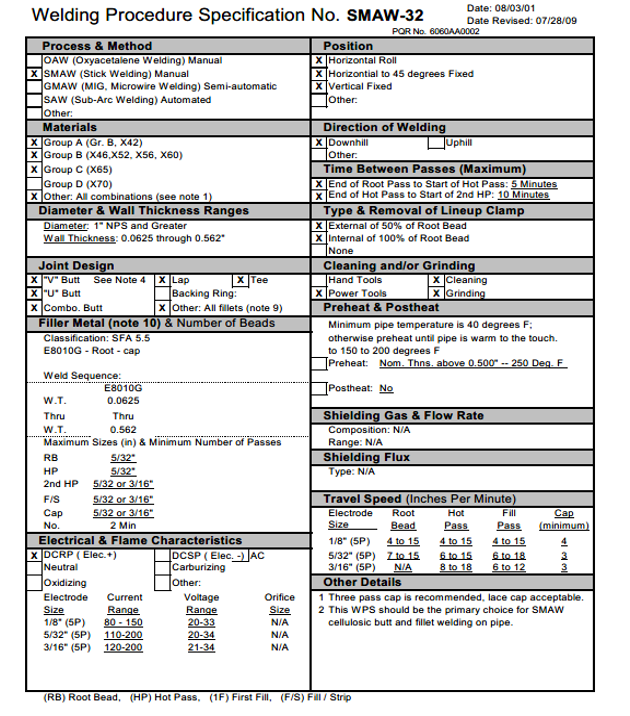 Welding Procedure Specification No. SMAW-32
Date: 08/03/01
Date Revised: 07/28/09
PQR No. 6060AA0002
Process & Method
OAW (Oxyacetalene Welding) Manual
X SMAW (Stick Welding) Manual
GMAW (MIG, Microwire Welding) Semi-automatic
SAW (Sub-Arc Welding) Automated
Other:
Materials
X Group A (Gr. B, X42)
X Group B (X46,X52, X56, X60)
X Group C (X65)
Group D (X70)
X Other: All combinations (see note 1)
Diameter & Wall Thickness Ranges
Diameter: 1" NPS and Greater
Wall Thickness: 0.0625 through 0.562"
Joint Design
X "V" Butt See Note 4 X Lap X Tee
X "U" Butt Backing Ring:
X Combo. Butt X Other: All fillets (note 9)
Filler Metal (note 10) & Number of Beads
Classification: SFA 5.5
E8010G - Root - cap
Weld Sequence:
E8010G
W.T. 0.0625
Thru Thru
W.T. 0.562
Maximum Sizes (in) & Minimum Number of Passes
RB 5/32"
HP 5/32"
2nd HP 5/32 or 3/16"
F/S 5/32 or 3/16"
Cap 5/32 or 3/16"
No. 2 Min
Electrical & Flame Characteristics
X DCRP ( Elec.+) DCSP ( Elec. -) AC
Neutral Carburizing
Oxidizing Other:
Electrode Current Voltage Orifice
Size Range Range Size
1/8" (5P) 80 - 150 20-33 N/A
5/32" (5P) 110-200 20-34 N/A
3/16" (5P) 120-200 21-34 N/A
Position
X Horizontal Roll
X Horizontial to 45 degrees Fixed
X Vertical Fixed
Other:
Direction of Welding
X Downhill Uphill
Other:
Time Between Passes (Maximum)
X End of Root Pass to Start of Hot Pass: 5 Minutes
X End of Hot Pass to Start of 2nd HP: 10 Minutes
Type & Removal of Lineup Clamp
X External of 50% of Root Bead
X Internal of 100% of Root Bead
None
Cleaning and/or Grinding
Hand Tools X Cleaning
X Power Tools X Grinding
Preheat & Postheat
Minimum pipe temperature is 40 degrees F;
otherwise preheat until pipe is warm to the touch.
to 150 to 200 degrees F
Preheat: Nom. Thns. above 0.500" -- 250 Deg. F
Postheat: No
Shielding Gas & Flow Rate
Composition: N/A
Range: N/A
Shielding Flux
Type: N/A
Travel Speed (Inches Per Minute)
Electrode Root Hot Fill Cap
Size Bead Pass Pass (minimum)
1/8" (5P) 4 to 15 4 to 15 4 to 15 4
5/32" (5P) 7 to 15 6 to 15 6 to 18 3
3/16" (5P) N/A 8 to 18 6 to 12 3
Other Details
1 Three pass cap is recommended, lace cap acceptable.
2 This WPS should be the primary choice for SMAW
cellulosic butt and fillet welding on pipe.
(RB) Root Bead, (HP) Hot Pass, (1F) First Fill, (F/S) Fill / Strip